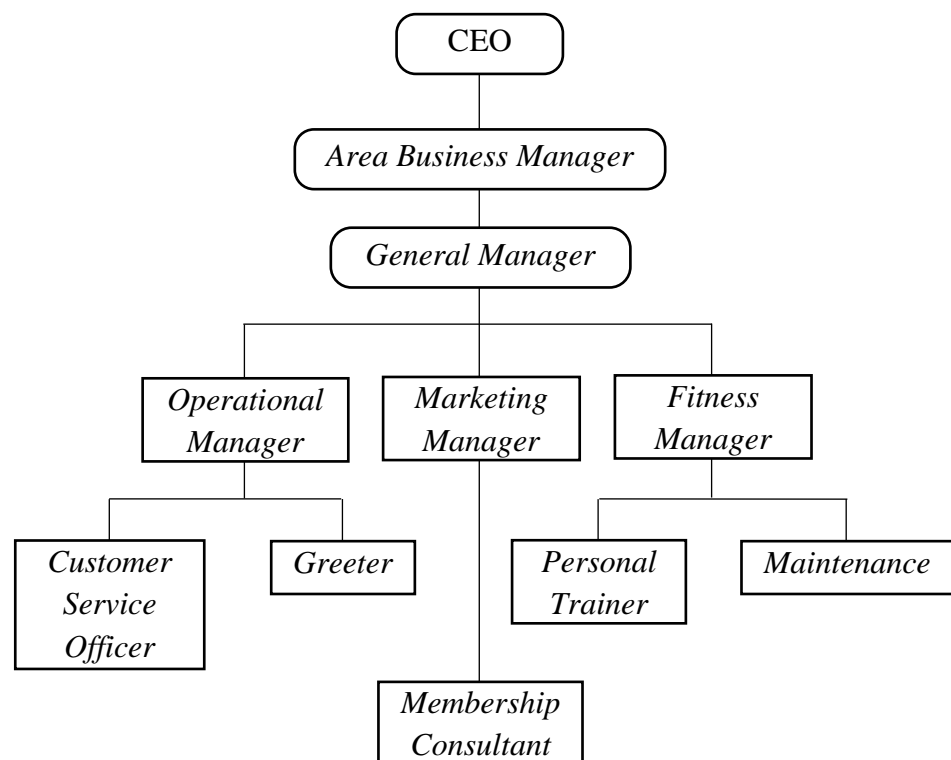 CEO
Area Business Manager
General Manager
Operational
Manager
Marketing
Manager
Fitness
Manager
Customer
Service
Officer
Greeter
Personal
Trainer
Maintenance
Membership
Consultant